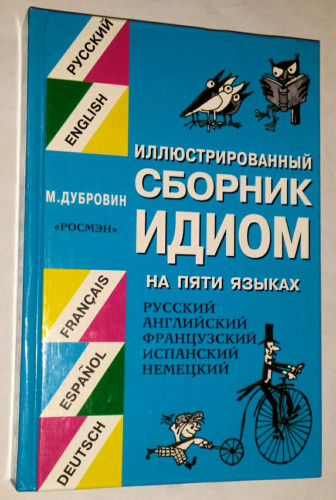 РУССКИЙ
ENGLISH
ИЛЛЮСТРИРОВАННЫЙ
СБОРНИК
ИДИОМ
НА ПЯТИ ЯЗЫКАХ
М.ДУБРОВИН
«РОСМЭН»
РУССКИЙ
АНГЛИЙСКИЙ
ФРАНЦУЗСКИЙ
ИСПАНСКИЙ
НЕМЕЦКИЙ
FRANÇAIS
ESPAÑOL
DEUTSCH